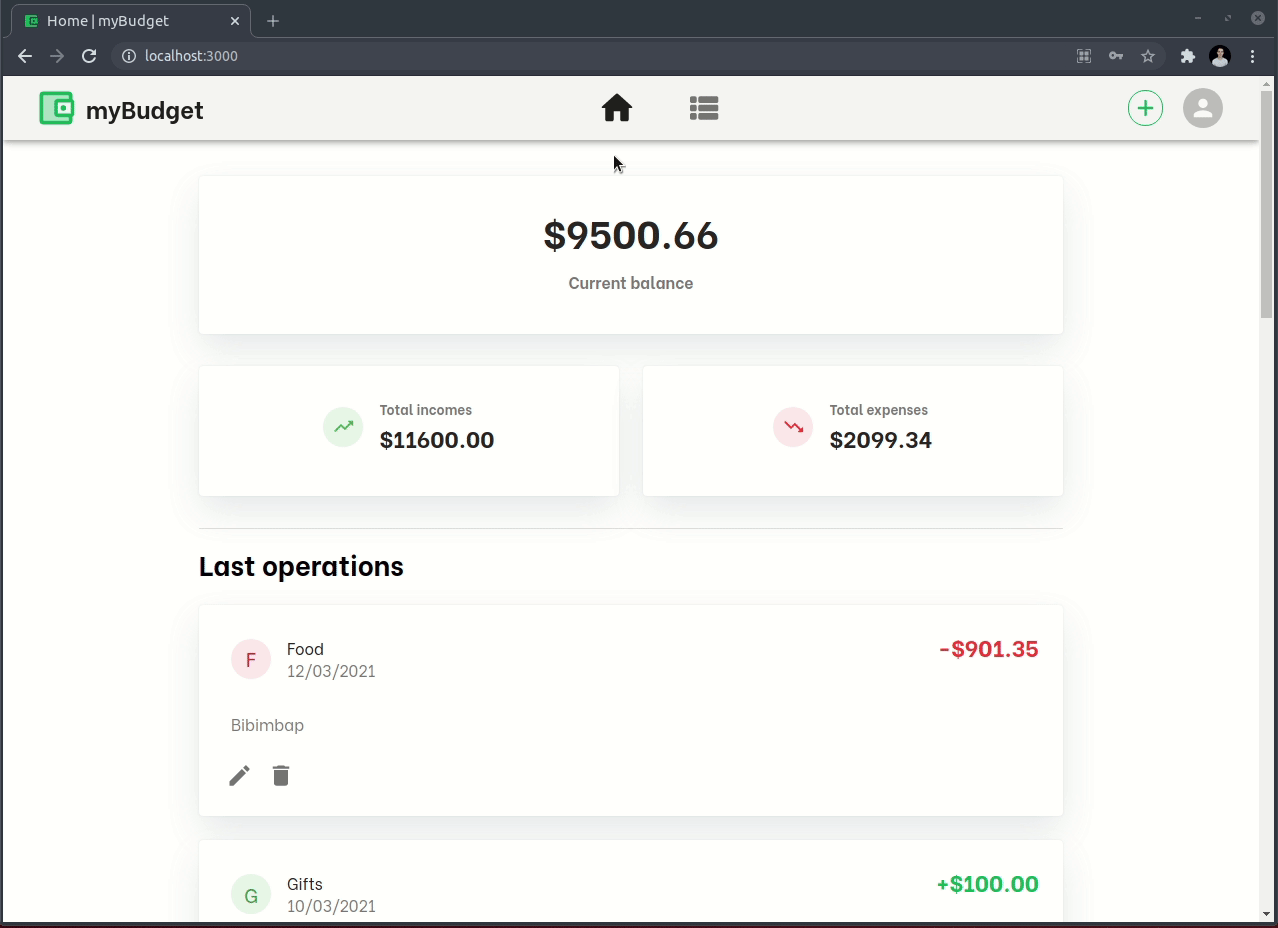 Home | myBudget
localhost:3000
myBudget
$9500.66
Current balance
Total incomes
$11600.00
Total expenses
$2099.34
Last operations
F
Food
12/03/2021
-$901.35
Bibimbap
G
Gifts
10/03/2021
+$100.00